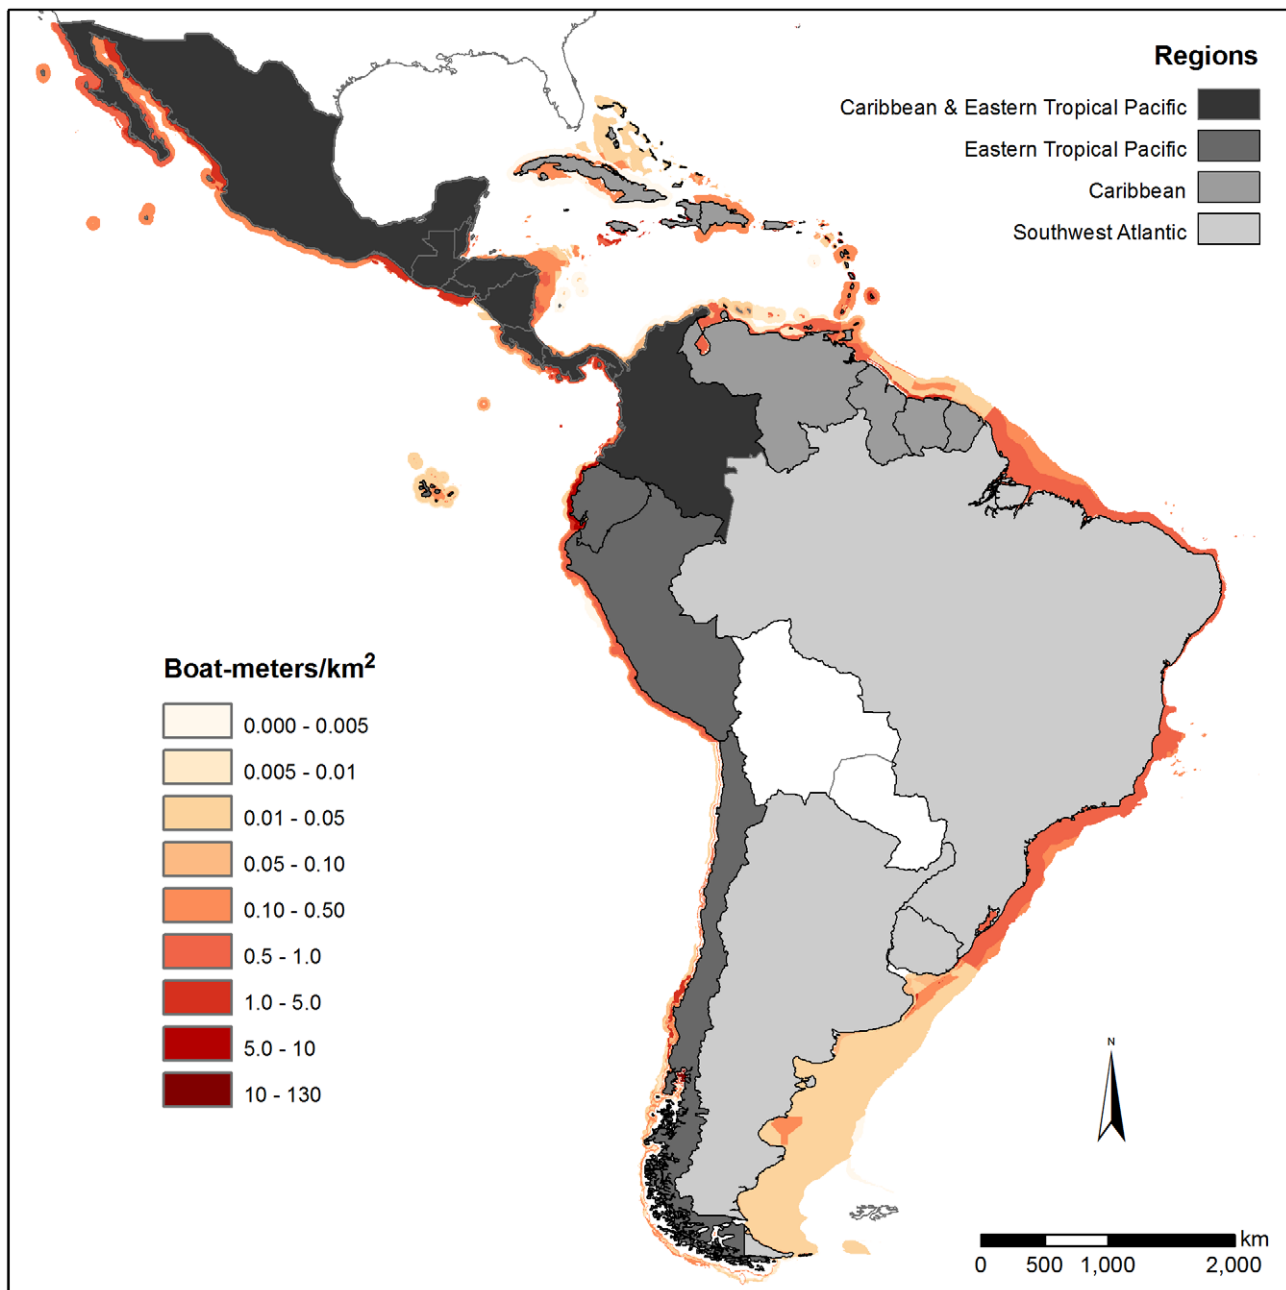 Regions
Caribbean & Eastern Tropical Pacific
Eastern Tropical Pacific
Caribbean
Southwest Atlantic
Boat-meters/km²
0.000 - 0.005
0.005 - 0.01
0.01 - 0.05
0.05 - 0.10
0.10 - 0.50
0.5 - 1.0
1.0 - 5.0
5.0 - 10
10 - 130
N
km
0 500 1,000 2,000